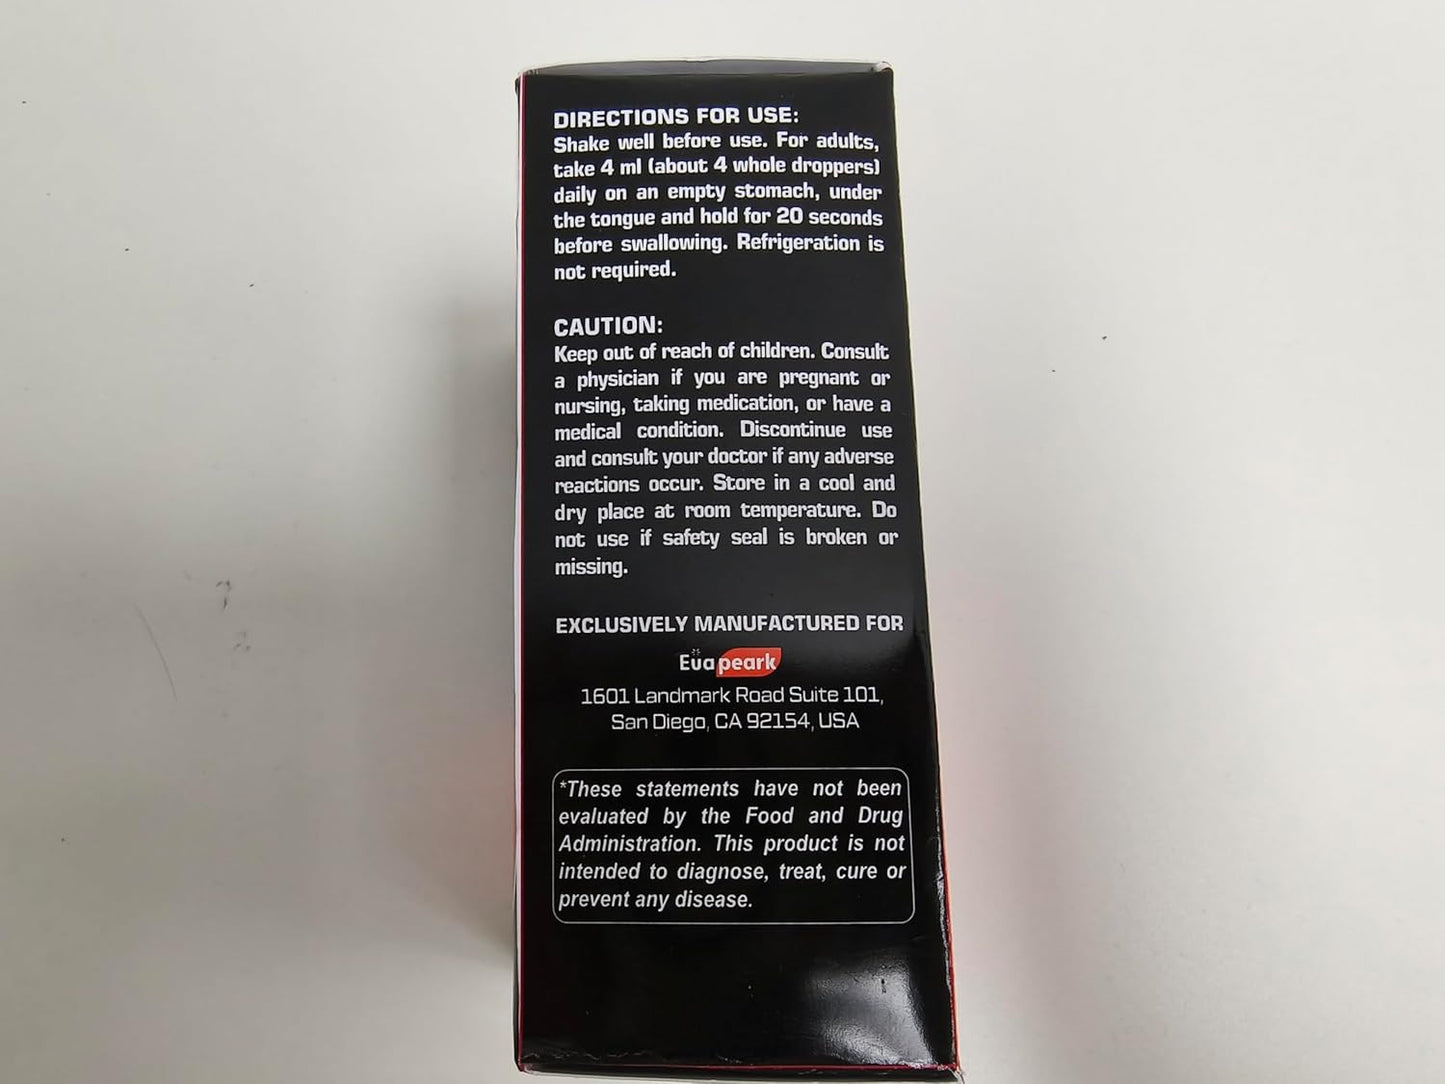 DIRECTIONS FOR USE:
Shake well before use. For adults,
take 4 ml (about 4 whole droppers)
daily on an empty stomach, under
the tongue and hold for 20 seconds
before swallowing. Refrigeration is
not required.
CAUTION:
Keep out of reach of children. Consult
a physician if you are pregnant or
nursing, taking medication, or have a
medical condition. Discontinue use
and consult your doctor if any adverse
reactions occur. Store in a cool and
dry place at room temperature. Do
not use if safety seal is broken or
missing.
EXCLUSIVELY MANUFACTURED FOR
Euapeark
1601 Landmark Road Suite 101,
San Diego, CA 92154, USA
*These statements have not been
evaluated by the Food and Drug
Administration. This product is not
intended to diagnose, treat, cure or
prevent any disease.